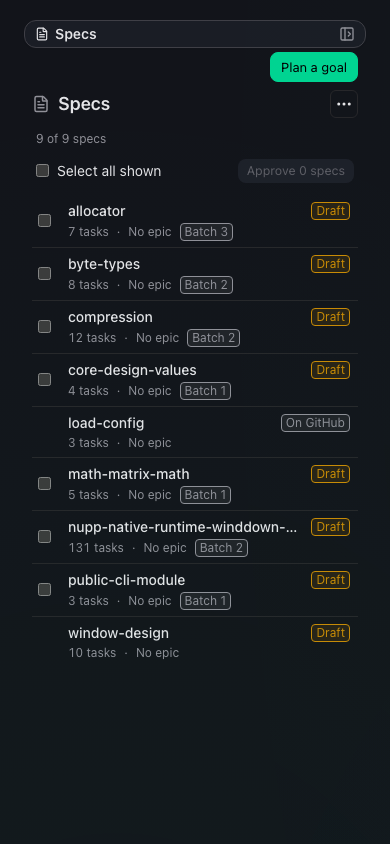 Specs
Plan a goal
Specs
9 of 9 specs
Select all shown
Approve 0 specs
allocator
Draft
7 tasks · No epic Batch 3
byte-types
Draft
8 tasks · No epic Batch 2
compression
Draft
12 tasks · No epic Batch 2
core-design-values
Draft
4 tasks · No epic Batch 1
load-config
On GitHub
3 tasks · No epic
math-matrix-math
Draft
5 tasks · No epic Batch 1
nupp-native-runtime-winddown-...
Draft
131 tasks · No epic Batch 2
public-cli-module
Draft
3 tasks · No epic Batch 1
window-design
Draft
10 tasks · No epic